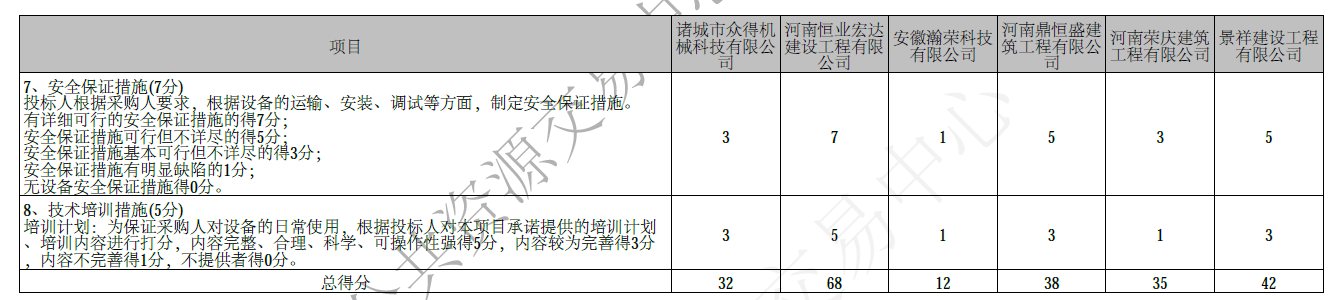 项目
诸城市众得机
械科技有限公
司
河南恒业宏达
建设工程有限
公司
安徽瀚荣科技
有限公司
河南鼎恒盛建
筑工程有限公
司
河南荣庆建筑
工程有限公司
景祥建设工程
有限公司
7、安全保证措施(7分)
投标人根据采购人要求，根据设备的运输、安装、调试等方面，制定安全保证措施。
有详细可行的安全保证措施的得7分；
安全保证措施可行但不详尽的得5分；
安全保证措施基本可行但不详尽的得3分；
安全保证措施有明显缺陷的1分；
无设备安全保证措施得0分。
3 7 1 5 3 5
8、技术培训措施(5分)
培训计划：为保证采购人对设备的日常使用，根据投标人对本项目承诺提供的培训计划
、培训内容进行打分，内容完整、合理、科学、可操作性强得5分，内容较为完善得3分
，内容不完善得1分，不提供者得0分。
3 5 1 3 1 3
总得分 32 68 12 38 35 42
共资源交易中心
交易中心